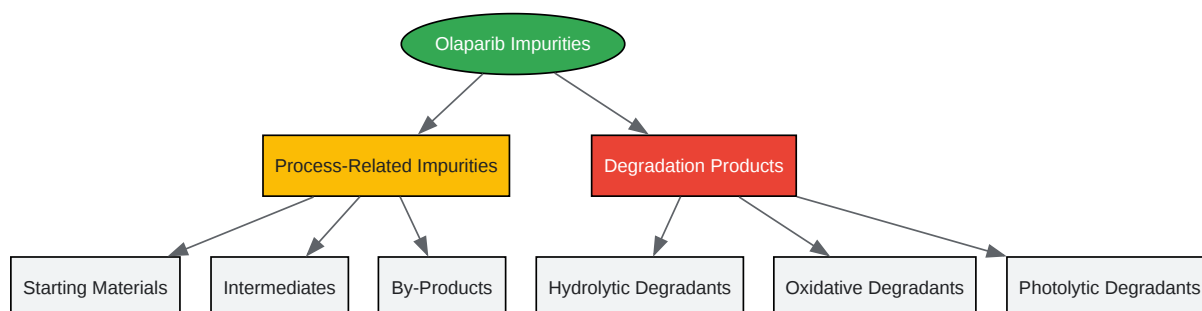 Olaparib Impurities
Process-Related Impurities
Degradation Products
Starting Materials
Intermediates
By-Products
Hydrolytic Degradants
Oxidative Degradants
Photolytic Degradants